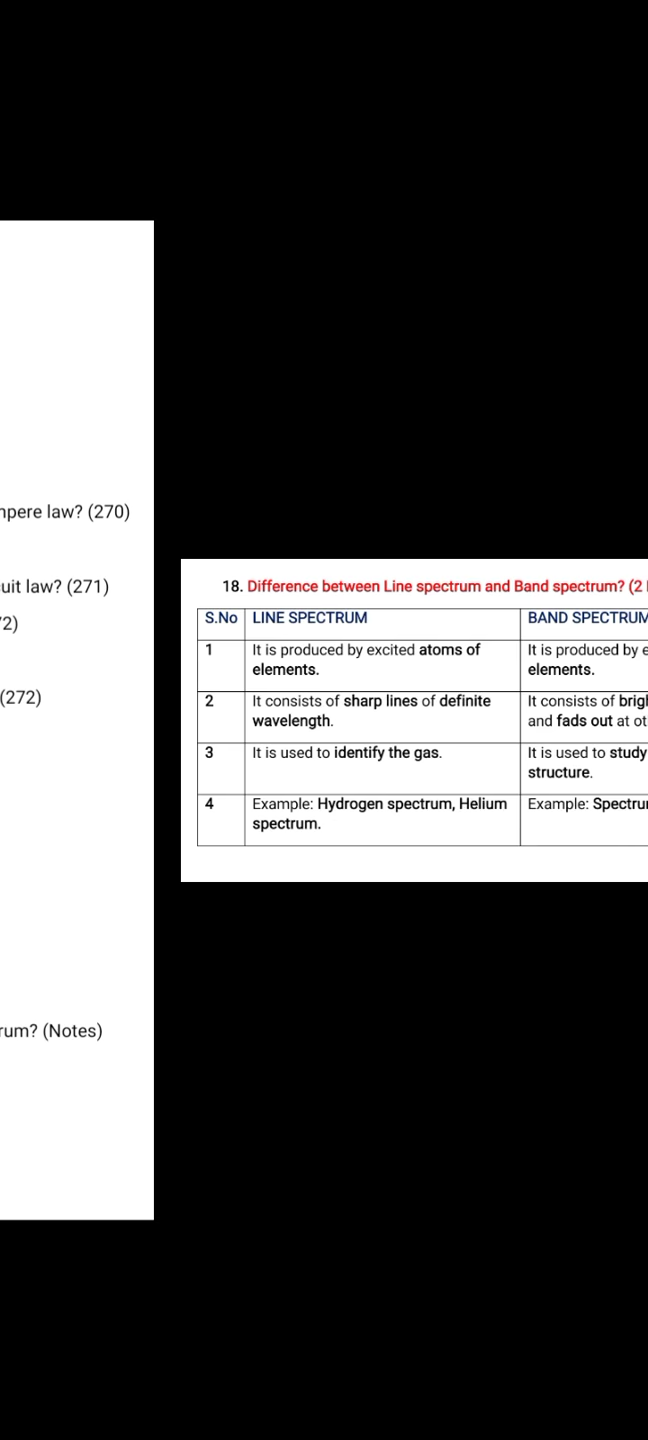 mpere law? (270)
uit law? (271)
2)
(272)
rum? (Notes)
18. Difference between Line spectrum and Band spectrum? (2
S.No LINE SPECTRUM BAND SPECTRUM
1 It is produced by excited atoms of It is produced by e
elements. elements.
2 It consists of sharp lines of definite It consists of brig
wavelength. and fads out at ot
3 It is used to identify the gas. It is used to study
structure.
4 Example: Hydrogen spectrum, Helium Example: Spectru
spectrum.